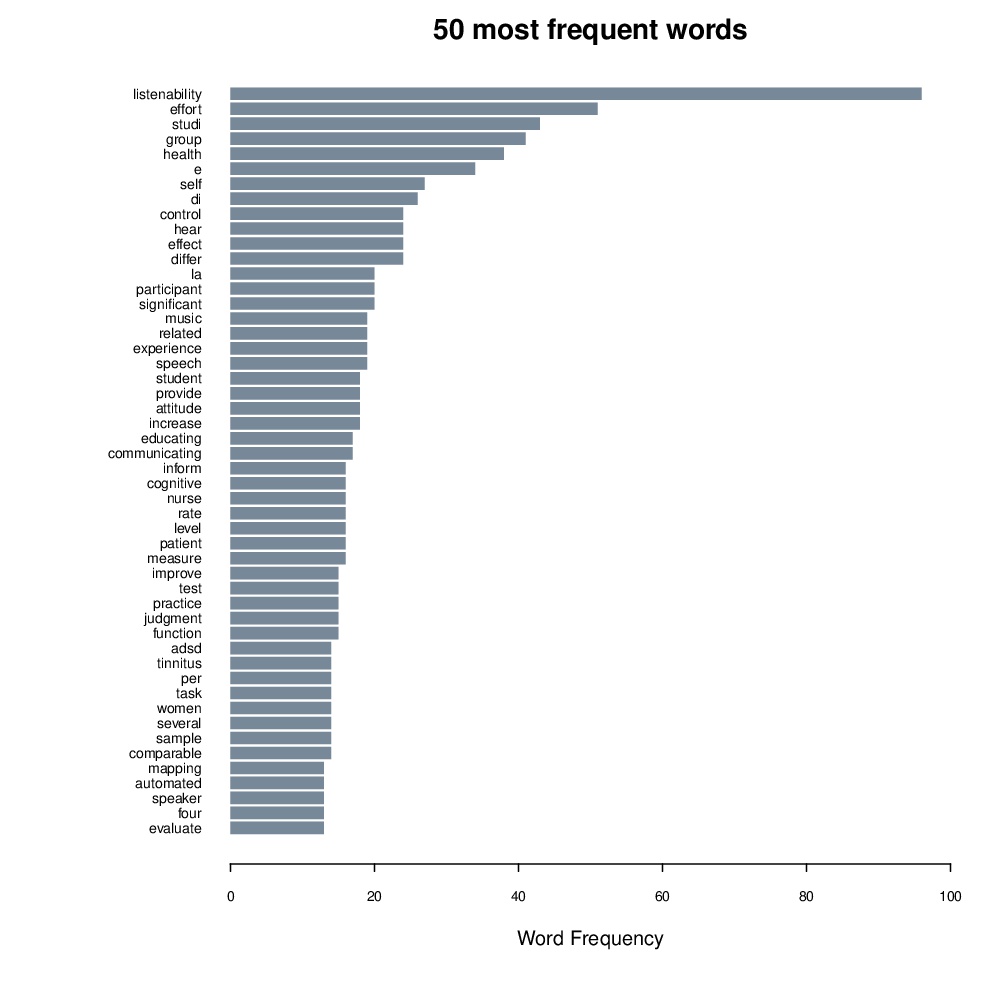 50 most frequent words
listenability
effort
studi
group
health
e
self
di
control
hear
effect
differ
la
participant
significant
music
related
experience
speech
student
provide
attitude
increase
educating
communicating
inform
cognitive
nurse
rate
level
patient
measure
improve
test
practice
judgment
function
adsd
tinnitus
per
task
women
several
sample
comparable
mapping
automated
speaker
four
evaluate
0 20 40 60 80 100
Word Frequency